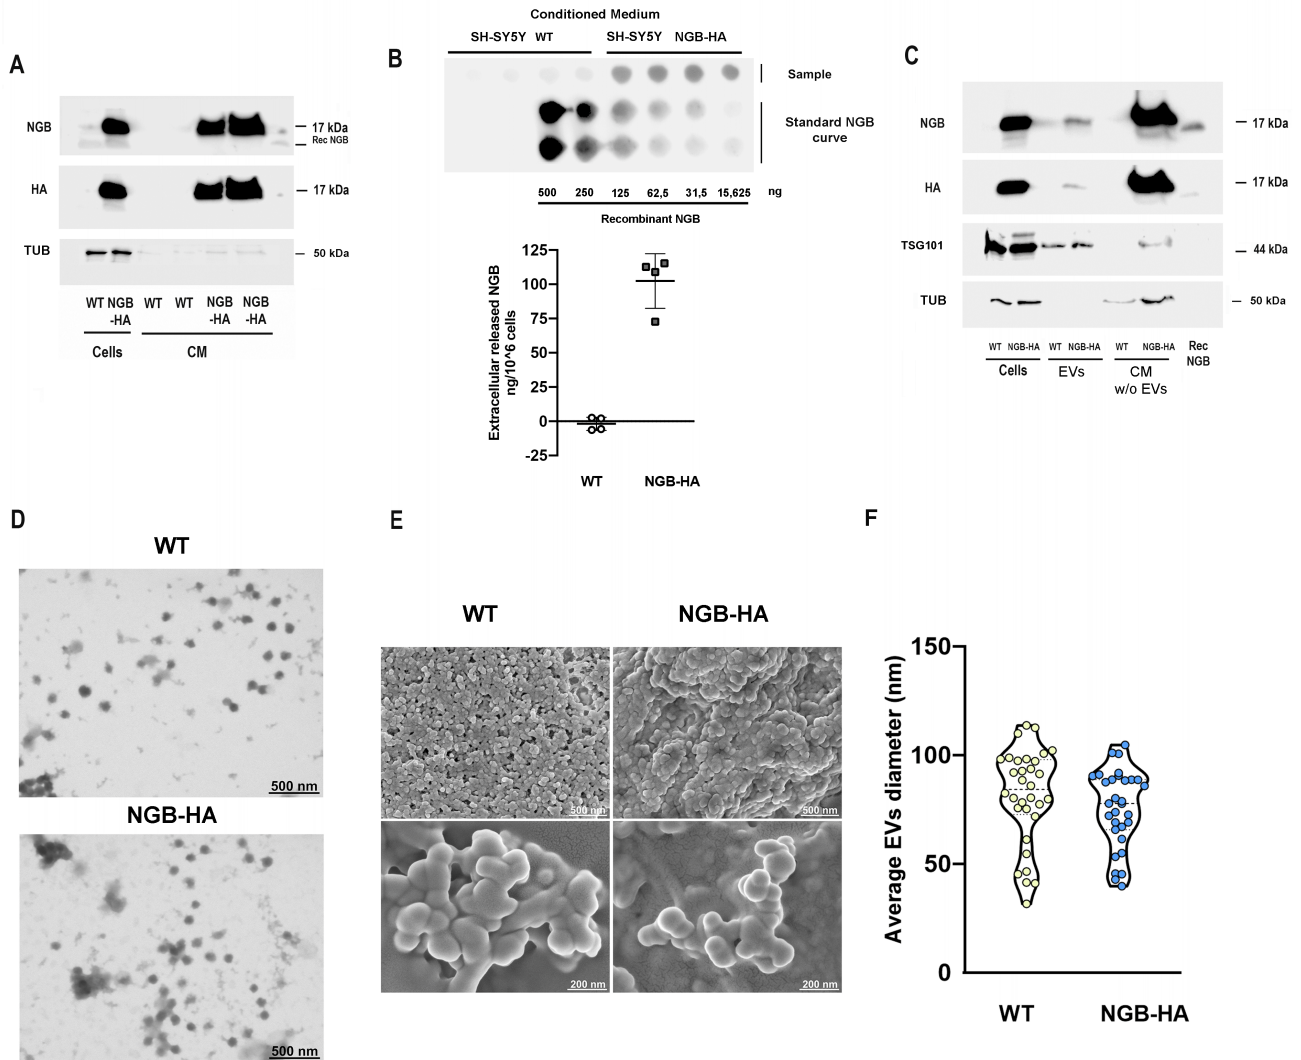 A
NGB
17 kDa
Rec NGB
HA
17 kDa
TUB
50 kDa
WT NGB -HA WT WT NGB -HA NGB -HA
Cells CM
B
Conditioned Medium
SH-SY5Y WT SH-SY5Y NGB-HA
Sample
Standard NGB
curve
500 250 125 62,5 31,5 15,625 ng
Recombinant NGB
Extracellular released NGB
ng/10^6 cells
125
100
75
50
25
0
-25
WT NGB-HA
C
NGB
17 kDa
HA
17 kDa
TSG101
44 kDa
TUB
50 kDa
WT NGB-HA WT NGB-HA WT NGB-HA Rec
NGB
Cells EVs CM
w/o EVs
D
WT
500 nm
NGB-HA
500 nm
E
WT NGB-HA
500 nm 500 nm
200 nm 200 nm
F
Average EVs diameter (nm)
150
100
50
0
WT NGB-HA